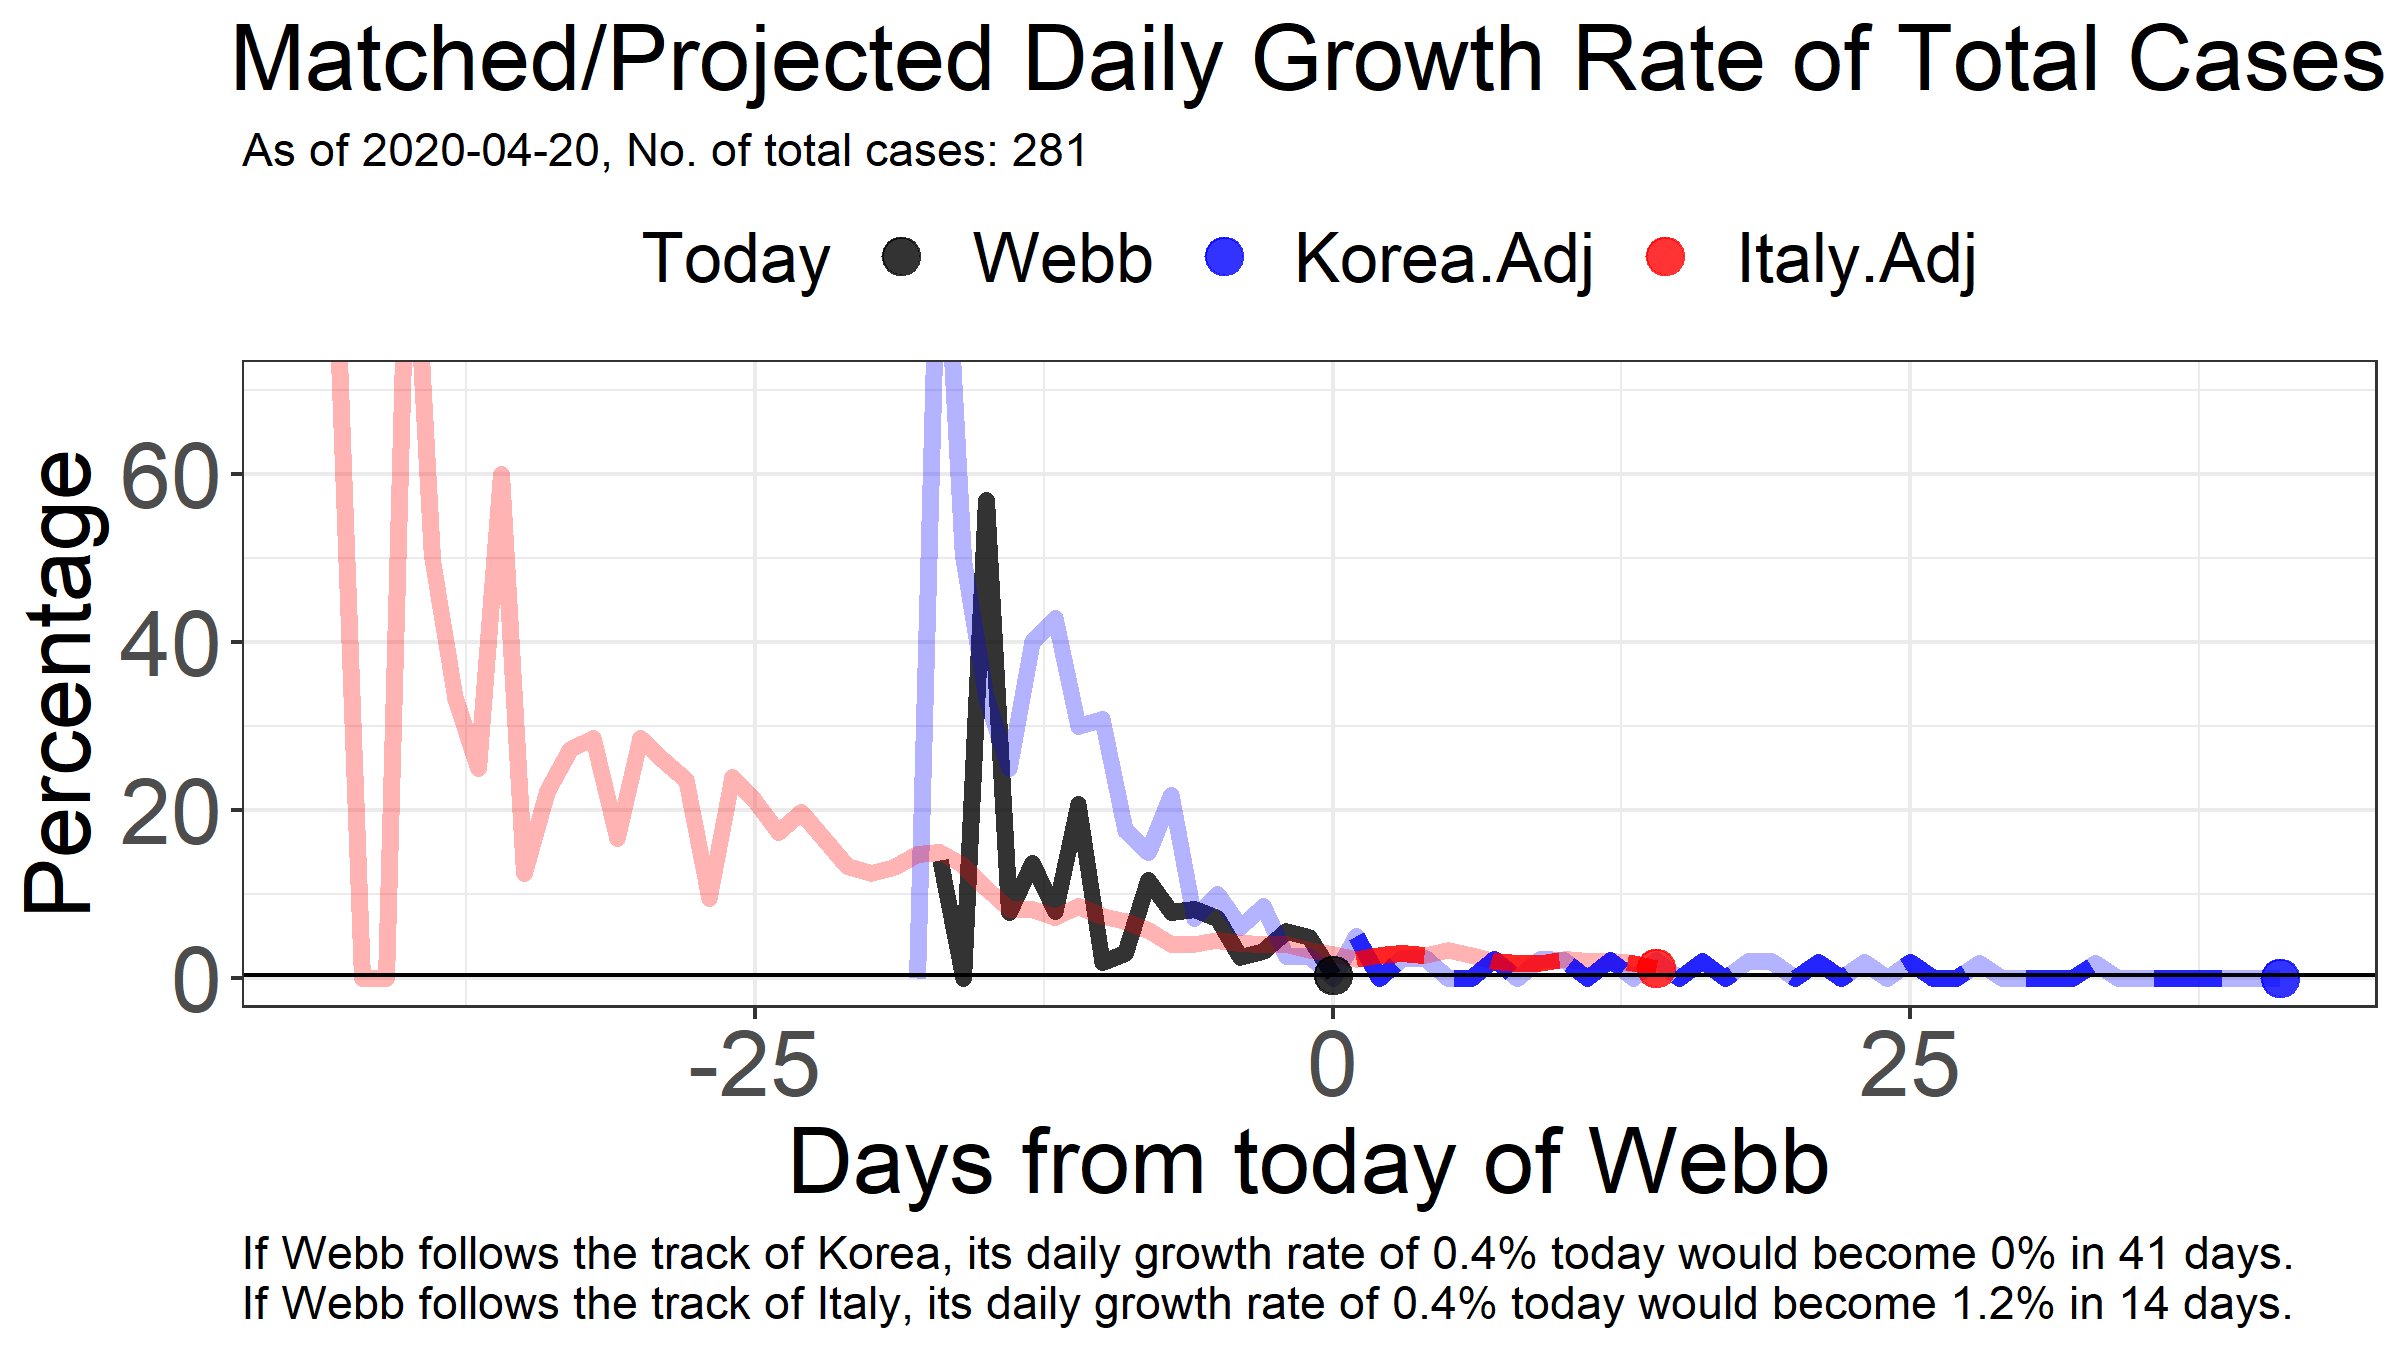 Matched/Projected Daily Growth Rate of Total Cases
As of 2020-04-20, No. of total cases: 281
Today Webb Korea.Adj Italy.Adj
Percentage
60
40
20
0
-25 0 25
Days from today of Webb
If Webb follows the track of Korea, its daily growth rate of 0.4% today would become 0% in 41 days.
If Webb follows the track of Italy, its daily growth rate of 0.4% today would become 1.2% in 14 days.